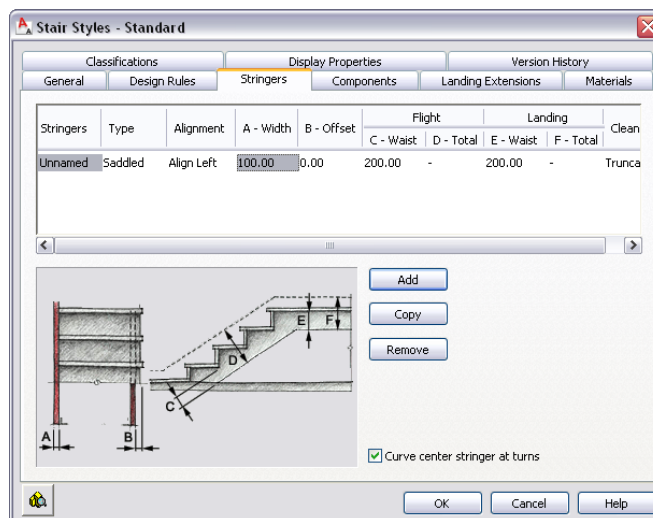 Stair Styles - Standard
Classifications Display Properties Version History
General Design Rules Stringers Components Landing Extensions Materials
Flight Landing
Stringers Type Alignment A - Width B - Offset Clean
C - Waist D - Total E - Waist F - Total
Unnamed Saddled Align Left 100.00 0.00 200.00 - 200.00 - Trunca
Add
Copy
Remove
E F
D
C
A B
Curve center stringer at turns
OK Cancel Help